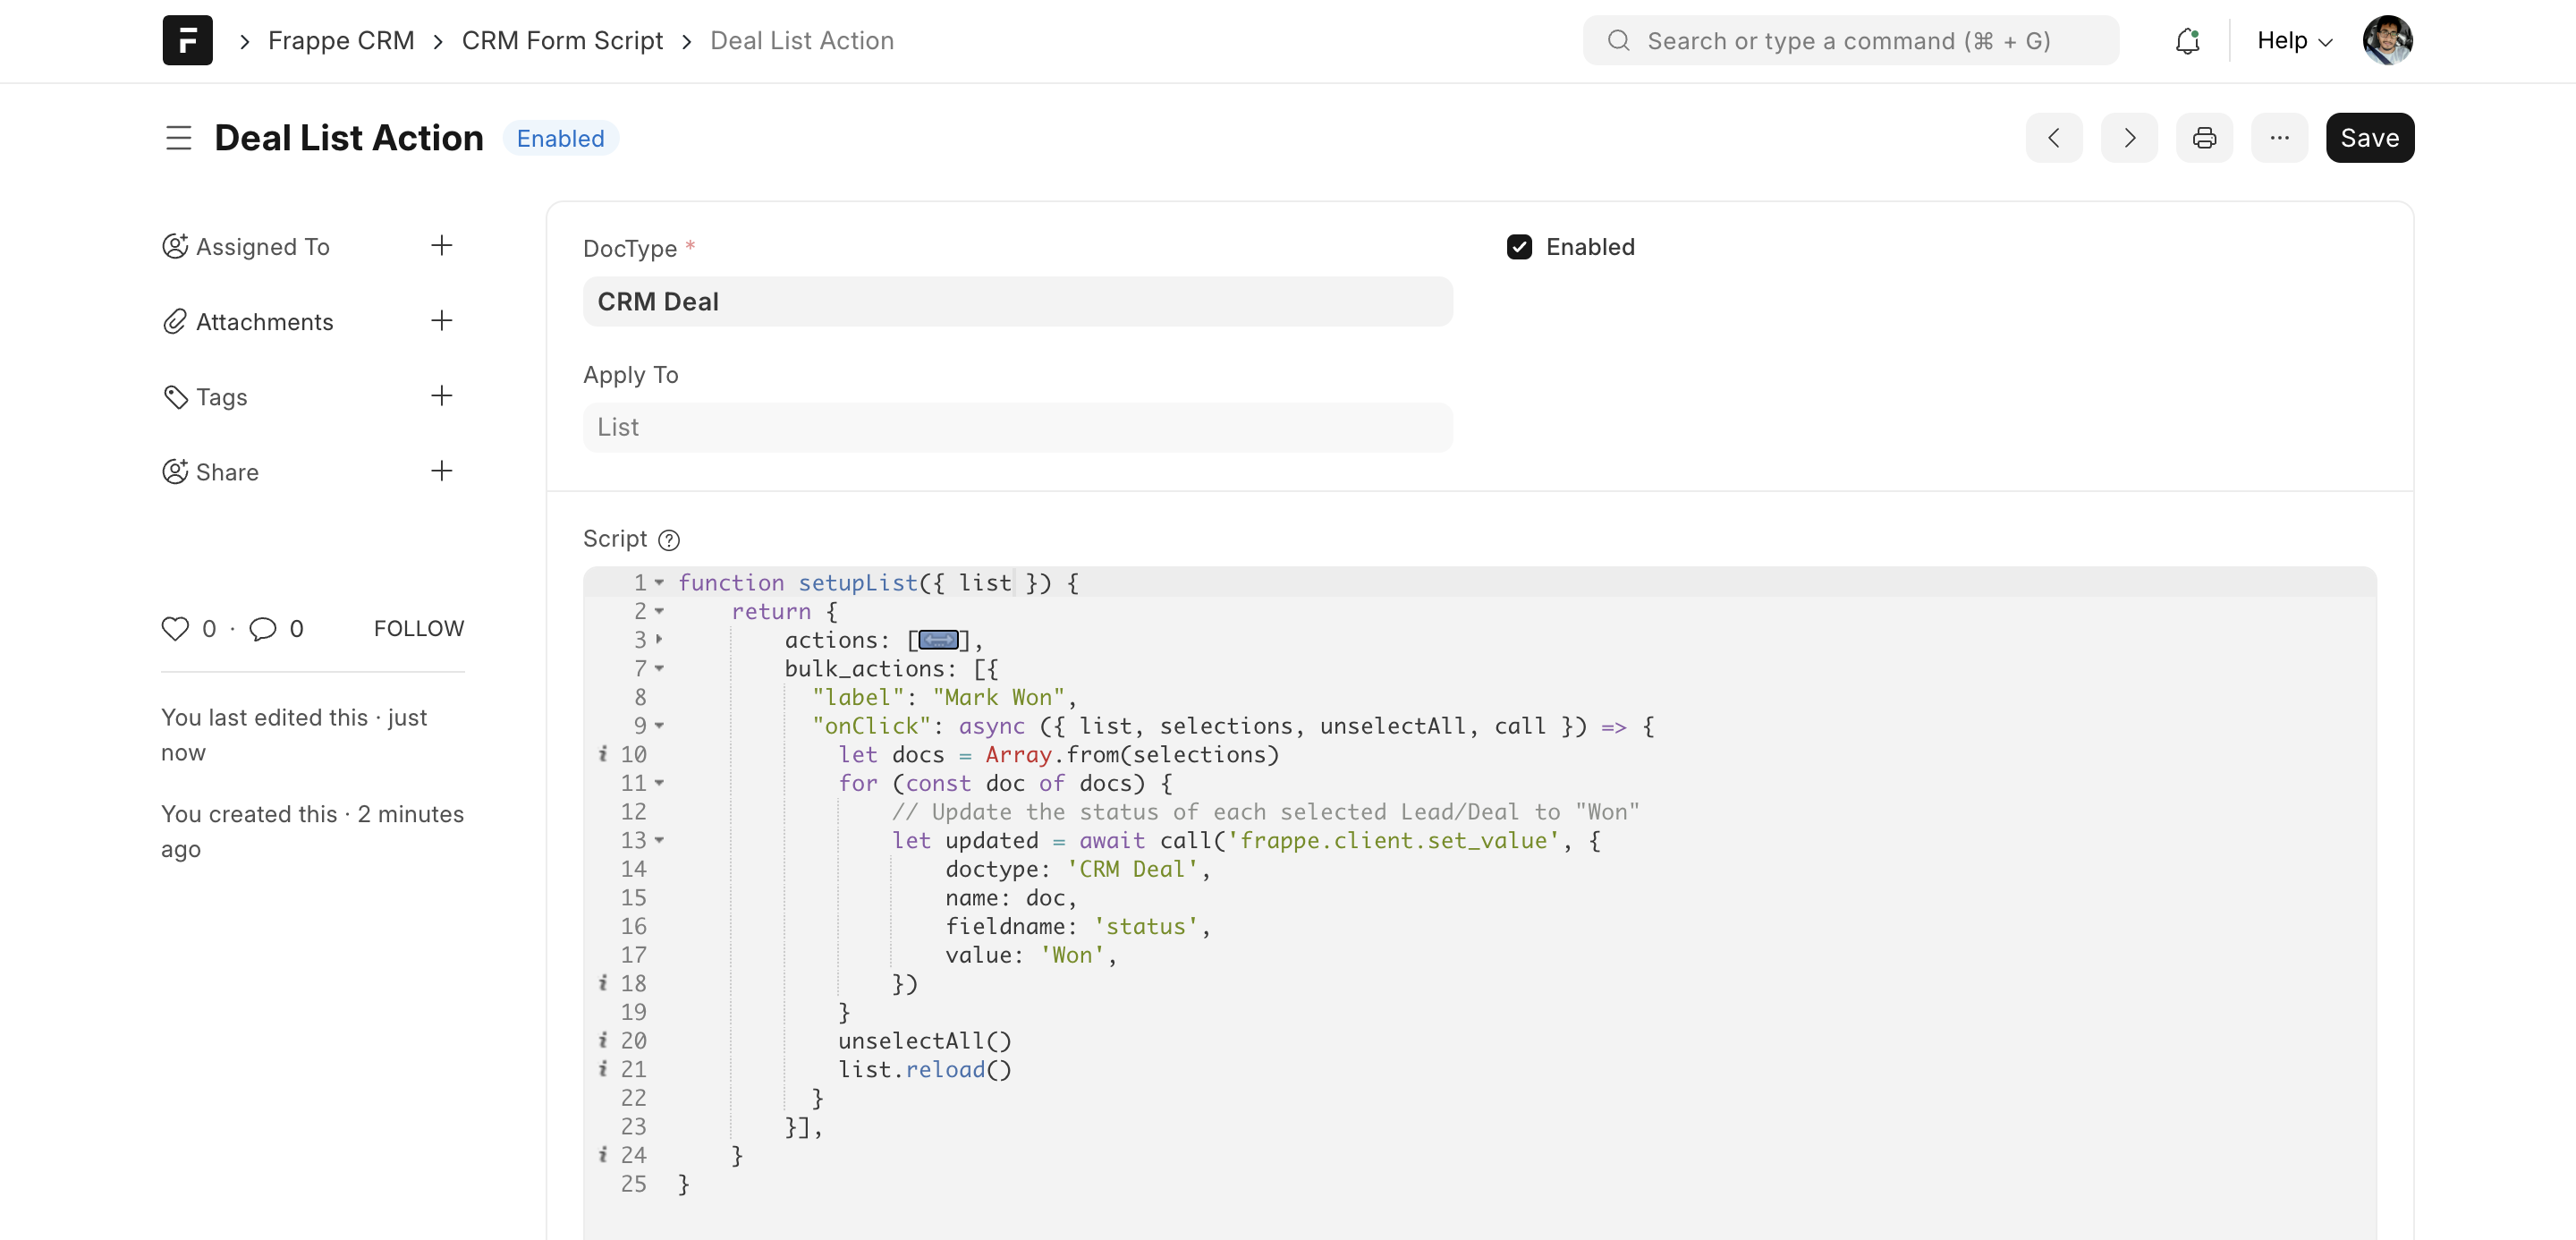 F > Frappe CRM > CRM Form Script > Deal List Action
Search or type a command (⌘ + G)
Help
Deal List Action
Enabled
Save
Assigned To
Attachments
Tags
Share
0 · 0 FOLLOW
You last edited this · just
now
You created this · 2 minutes
ago
DocType *
CRM Deal
Enabled
Apply To
List
Script ?
1 function setupList({ list }) {
2 return {
3 actions: [↔],
7 bulk_actions: [{
8 "label": "Mark Won",
9 "onClick": async ({ list, selections, unselectAll, call }) => {
i 10 let docs = Array.from(selections)
11 for (const doc of docs) {
12 // Update the status of each selected Lead/Deal to "Won"
13 let updated = await call('frappe.client.set_value', {
14 doctype: 'CRM Deal',
15 name: doc,
16 fieldname: 'status',
17 value: 'Won',
i 18 })
19 }
i 20 unselectAll()
i 21 list.reload()
22 }
23 }],
i 24 }
25 }